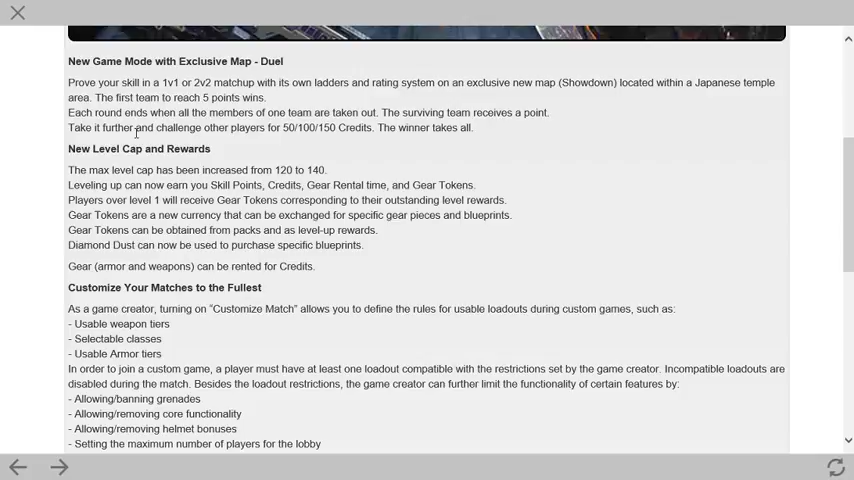 New Game Mode with Exclusive Map - Duel
Prove your skill in a 1v1 or 2v2 matchup with its own ladders and rating system on an exclusive new map (Showdown) located within a Japanese temple
area. The first team to reach 5 points wins.
Each round ends when all the members of one team are taken out. The surviving team receives a point.
Take it further and challenge other players for 50/100/150 Credits. The winner takes all.
New Level Cap and Rewards
The max level cap has been increased from 120 to 140.
Leveling up can now earn you Skill Points, Credits, Gear Rental time, and Gear Tokens.
Players over level 1 will receive Gear Tokens corresponding to their outstanding level rewards.
Gear Tokens are a new currency that can be exchanged for specific gear pieces and blueprints.
Gear Tokens can be obtained from packs and as level-up rewards.
Diamond Dust can now be used to purchase specific blueprints.
Gear (armor and weapons) can be rented for Credits.
Customize Your Matches to the Fullest
As a game creator, turning on "Customize Match" allows you to define the rules for usable loadouts during custom games, such as:
- Usable weapon tiers
- Selectable classes
- Usable Armor tiers
In order to join a custom game, a player must have at least one loadout compatible with the restrictions set by the game creator. Incompatible loadouts are
disabled during the match. Besides the loadout restrictions, the game creator can further limit the functionality of certain features by:
- Allowing/banning grenades
- Allowing/removing core functionality
- Allowing/removing helmet bonuses
- Setting the maximum number of players for the lobby